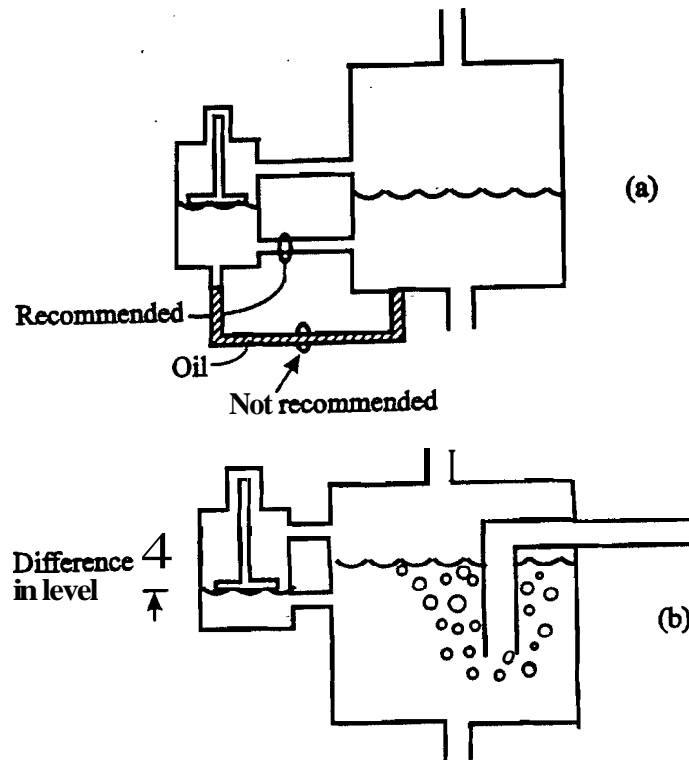 (a)
Recommended
Oil
Not recommended
Difference 4
in level
(b)